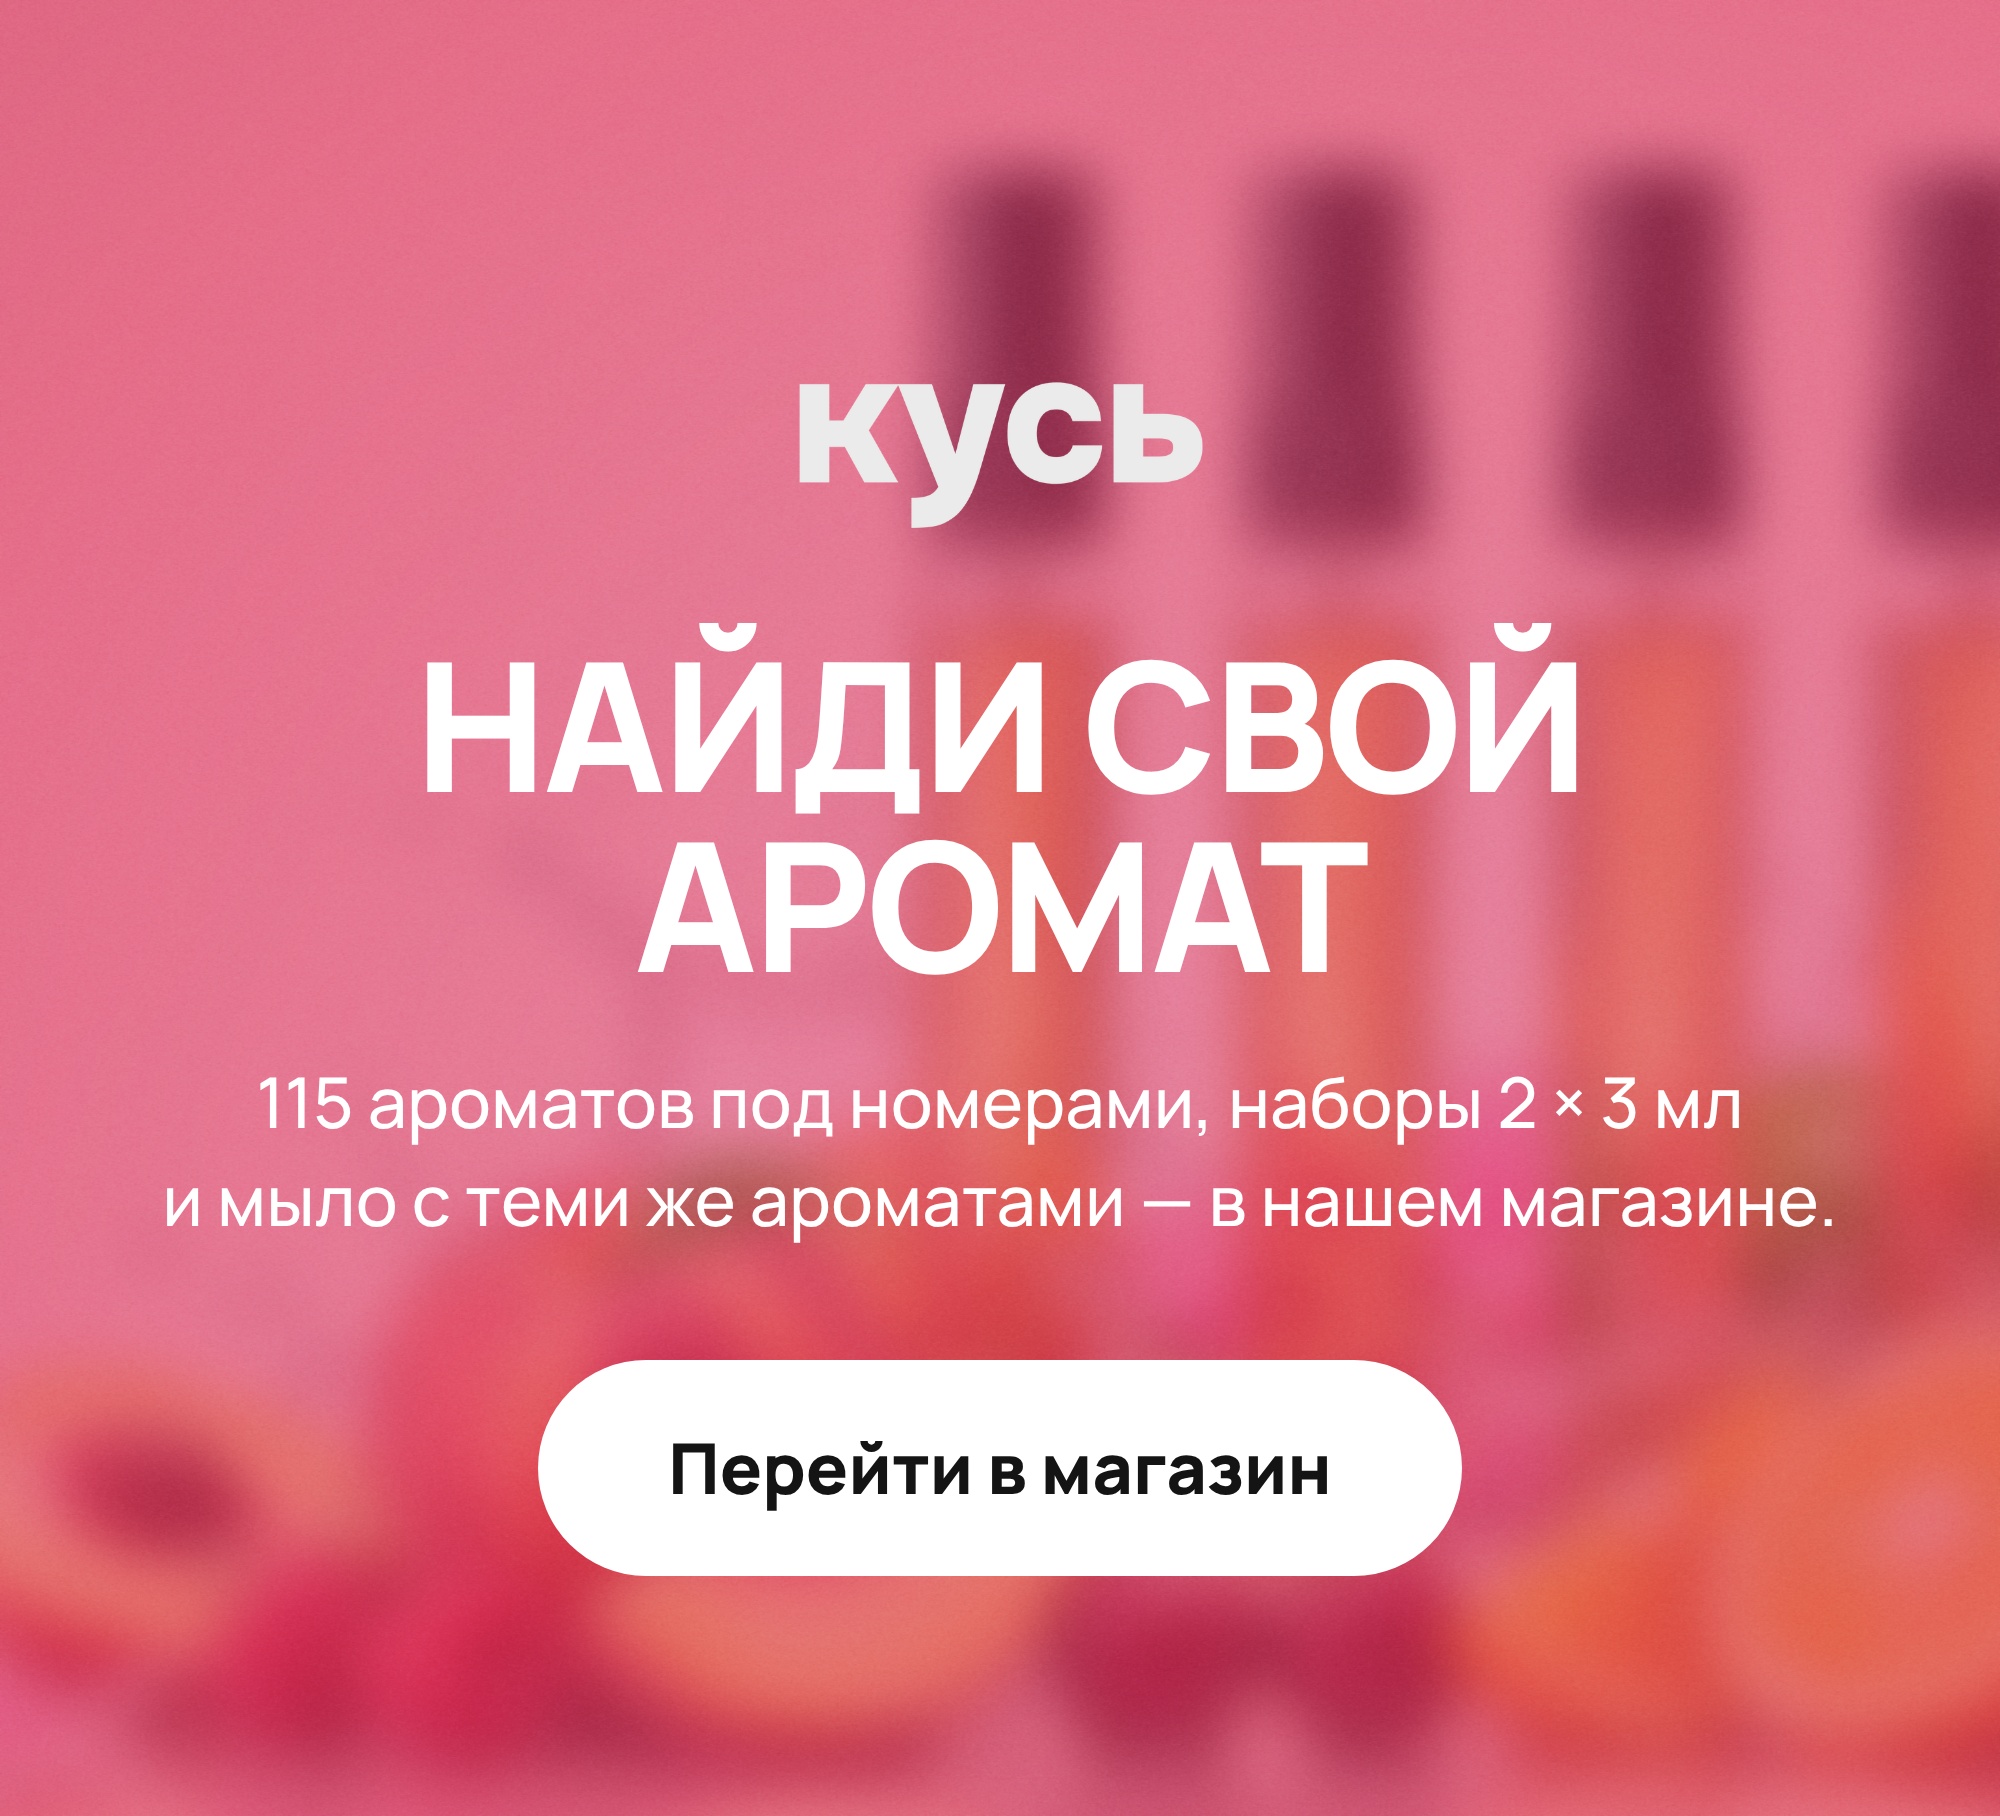 кусь
НАЙДИ СВОЙ
АРОМАТ
115 ароматов под номерами, наборы 2 × 3 мл
и мыло с теми же ароматами — в нашем магазине.
Перейти в магазин